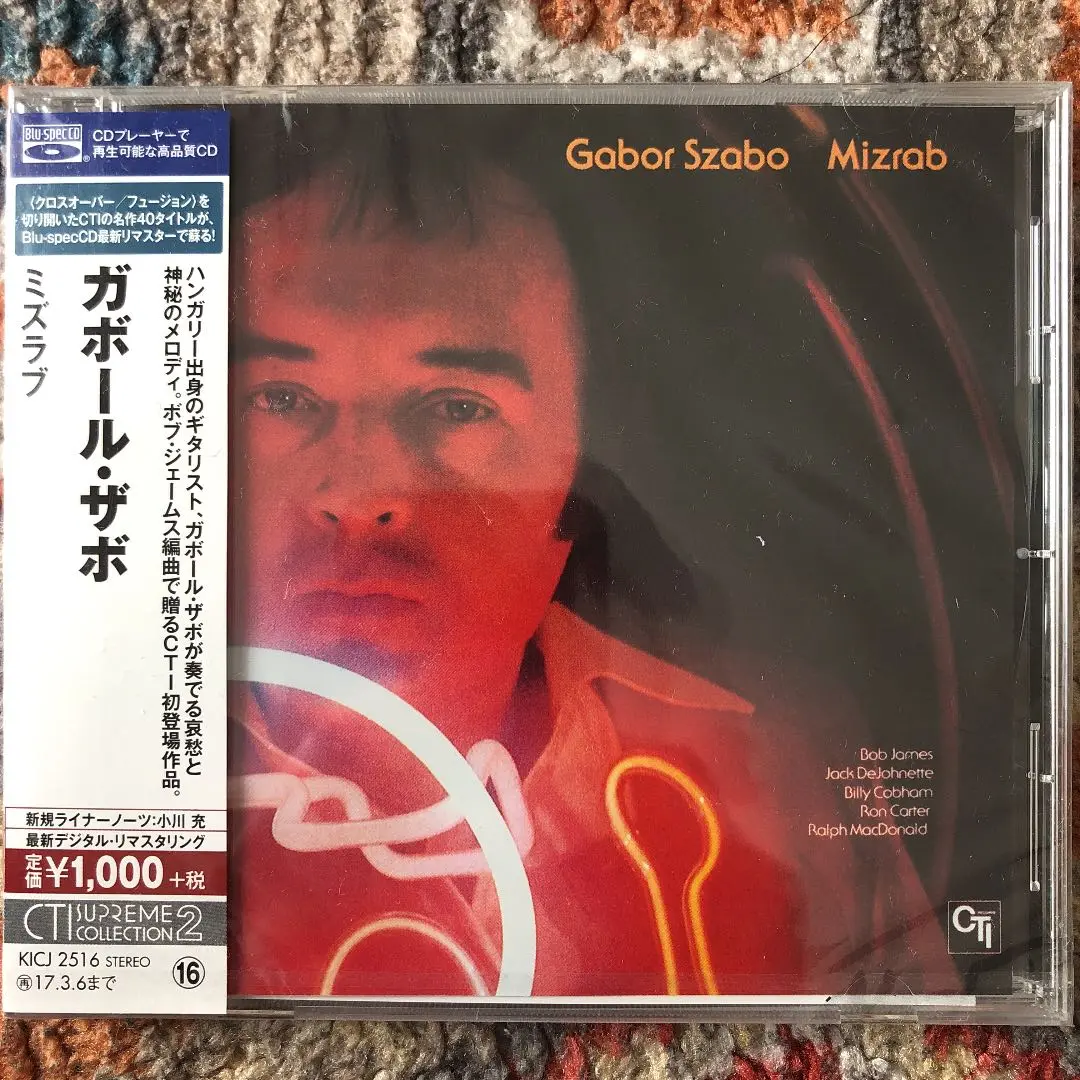 Blu-spec CD
CDプレーヤーで
再生可能な高品質CD
〈クロスオーバー/フュージョン〉を
切り開いたCTIの名作40タイトルが、
Blu-specCD最新リマスターで蘇る!
ハンガリー出身のギタリスト、ガボール・ザボが奏でる哀愁と
神秘のメロディ。ボブ・ジェームス編曲で贈るCTI初登場作品。
ガボール・ザボ
ミズラブ
新規ライナーノーツ:小川 充
最新デジタル・リマスタリング
定価¥1,000+税
CTI SUPREME COLLECTION 2
KICJ 2516 STEREO
⑯
再17.3.6まで
Gabor Szabo Mizrab
Bob James
Jack DeJohnette
Billy Cobham
Ron Carter
Ralph MacDonald
CTI